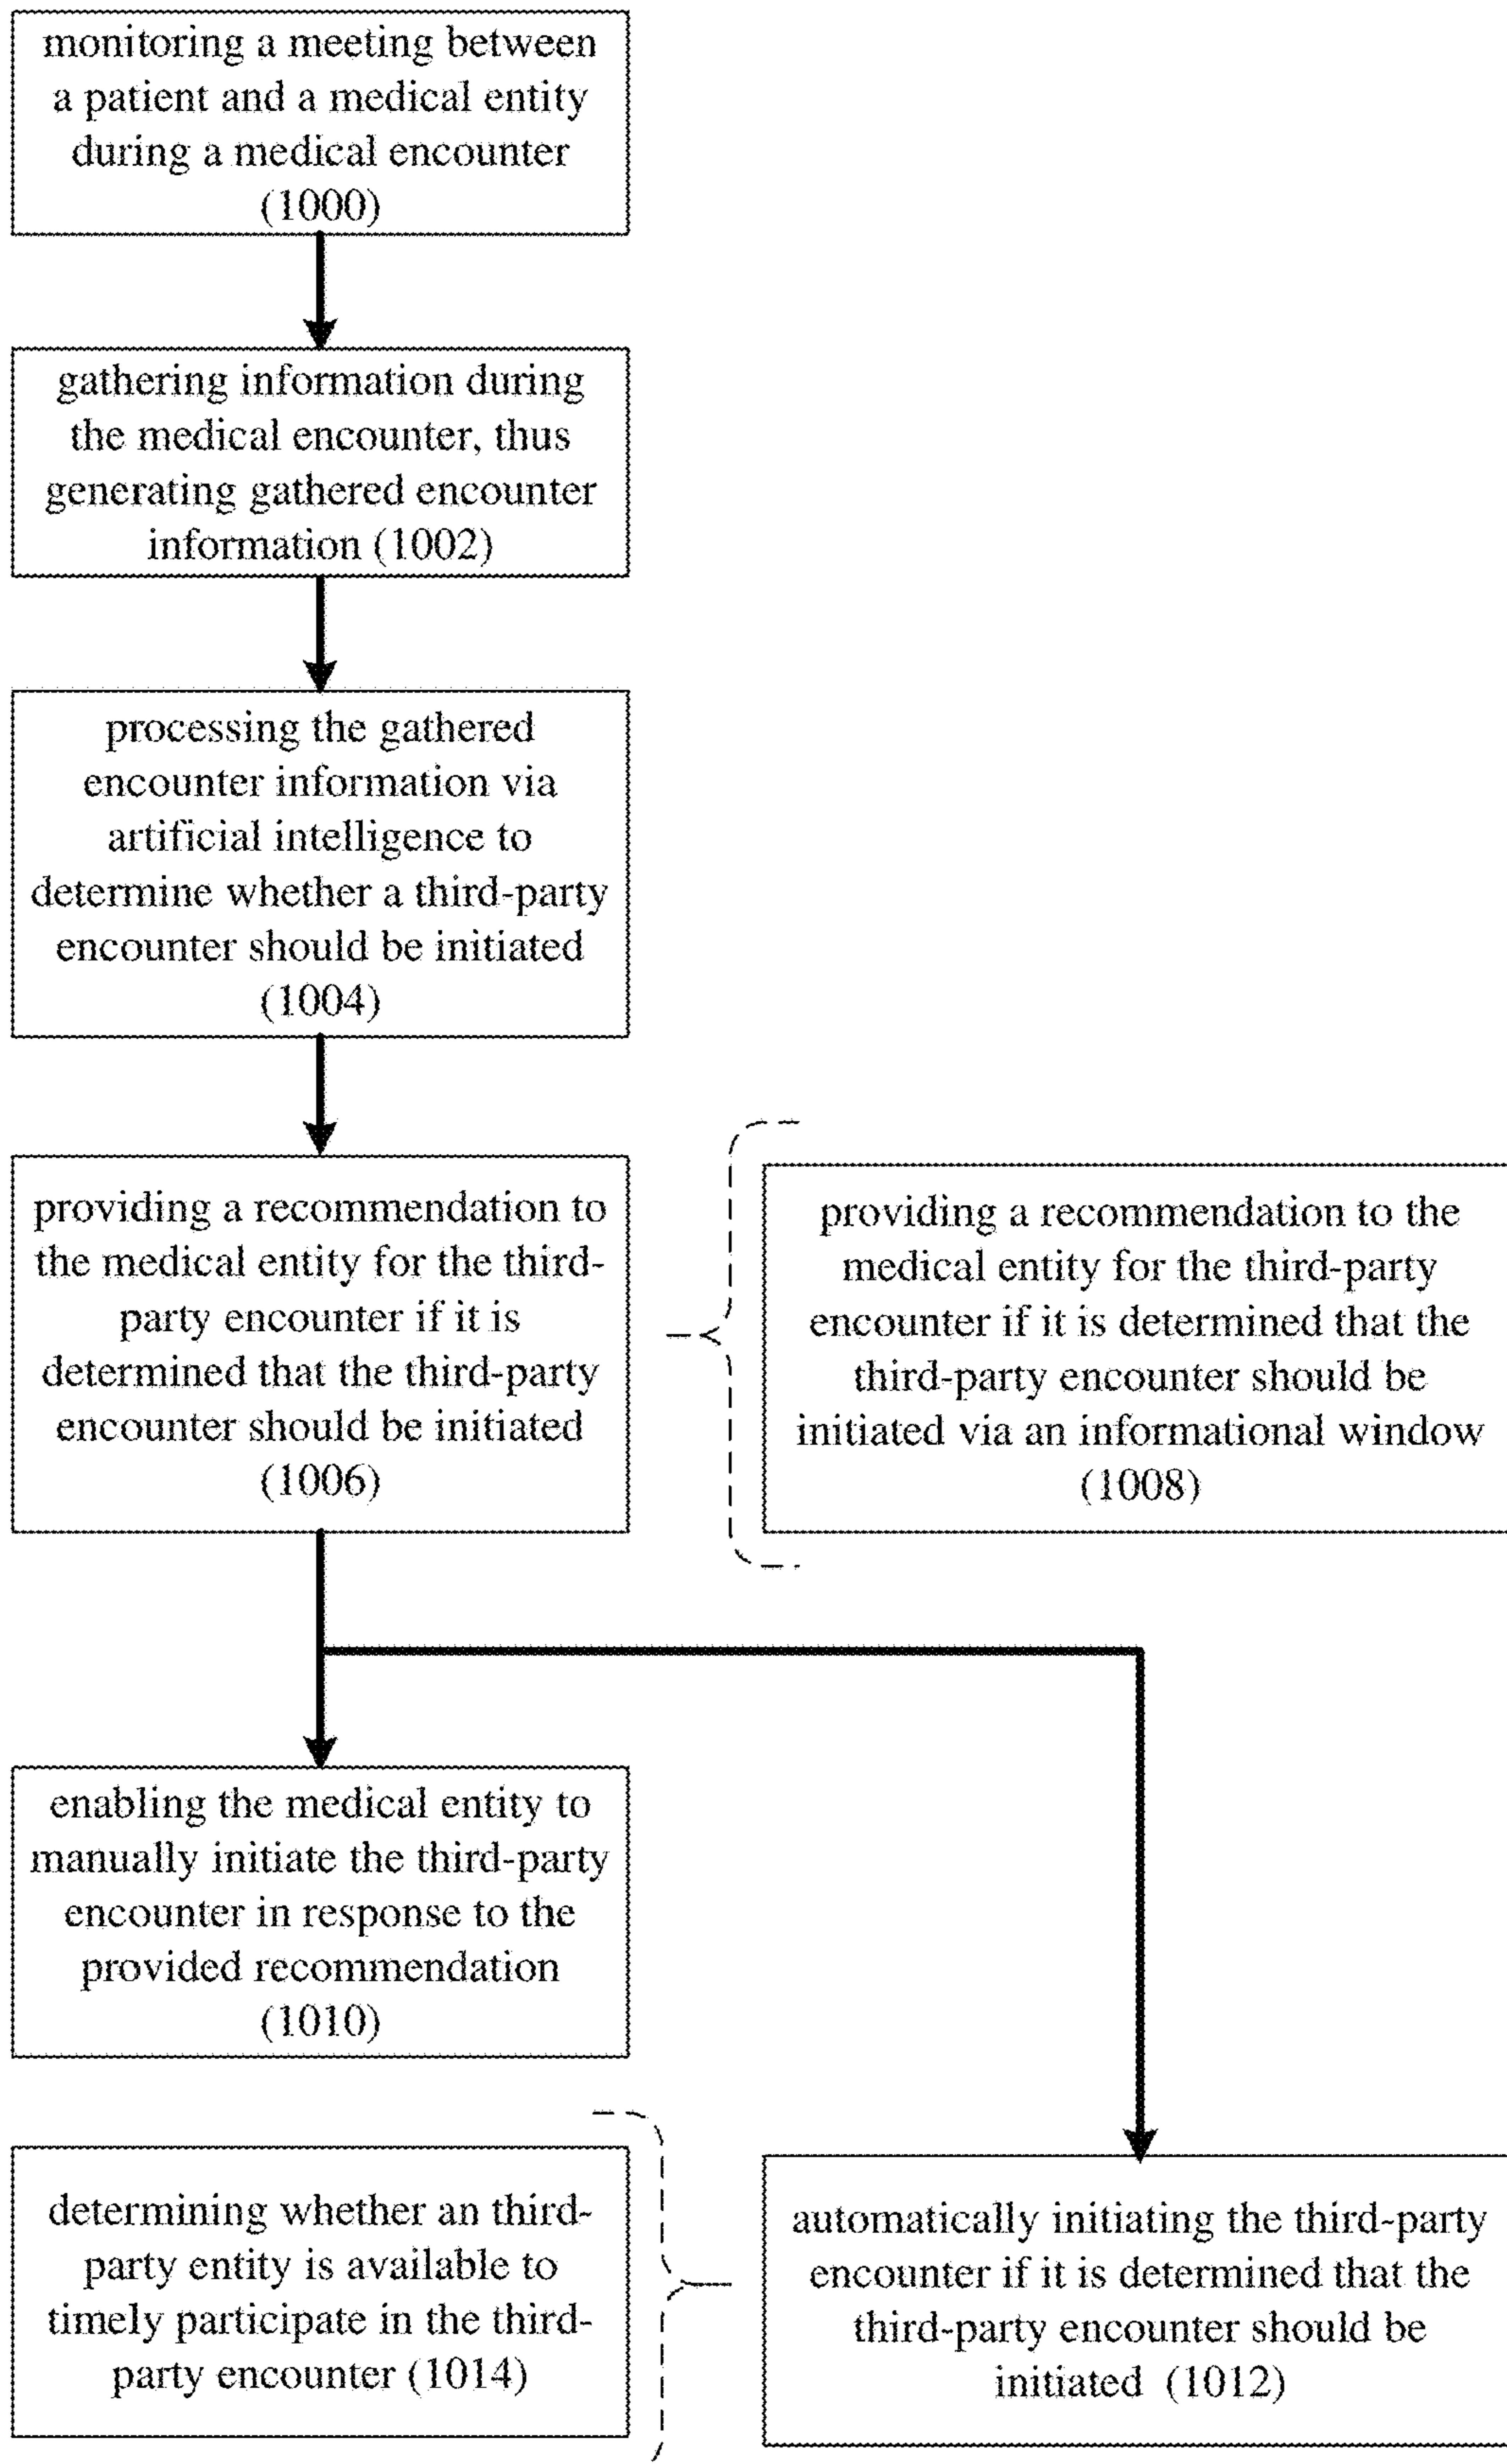 monitoring a meeting between
a patient and a medical entity
during a medical encounter
(1000)
gathering information during
the medical encounter, thus
generating gathered encounter
information (1002)
processing the gathered
encounter information via
artificial intelligence to
determine whether a third-party
encounter should be initiated
(1004)
providing a recommendation to
the medical entity for the third-
party encounter if it is
determined that the third-party
encounter should be initiated
(1006)
providing a recommendation to the
medical entity for the third-party
encounter if it is determined that the
third-party encounter should be
initiated via an informational window
(1008)
enabling the medical entity to
manually initiate the third-party
encounter in response to the
provided recommendation
(1010)
determining whether an third-
party entity is available to
timely participate in the third-
party encounter (1014)
automatically initiating the third-party
encounter if it is determined that the
third-party encounter should be
initiated (1012)